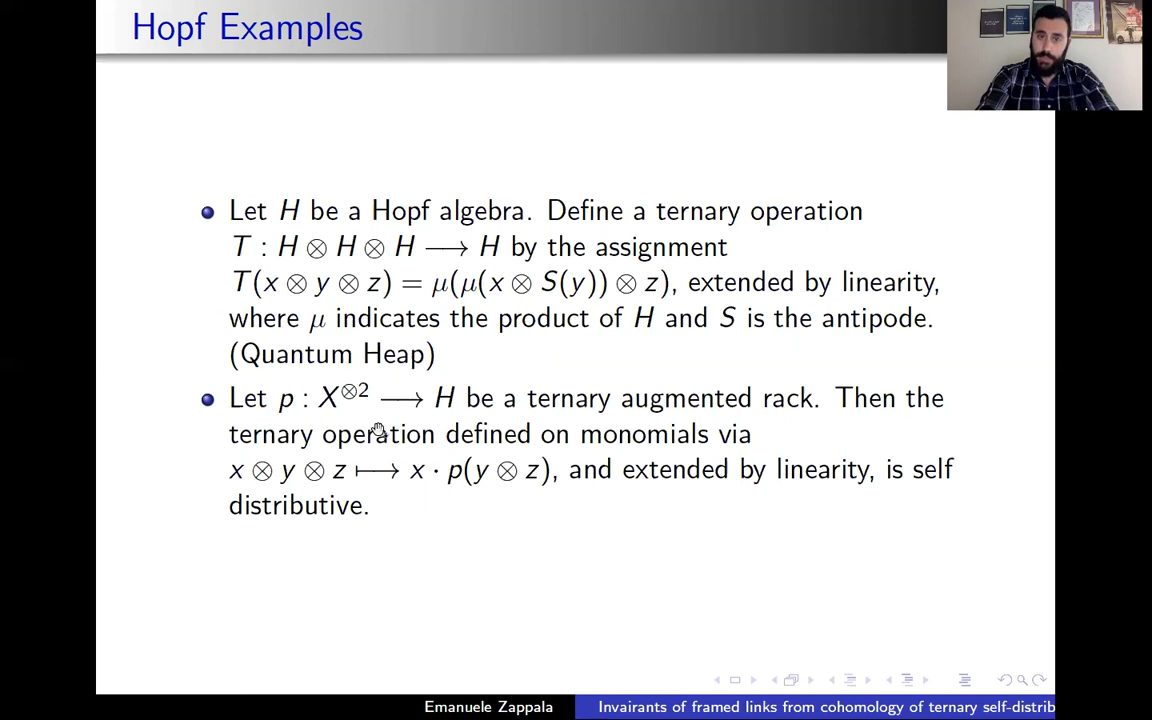 Hopf Examples
Let H be a Hopf algebra. Define a ternary operation
T : H ⊗ H ⊗ H ⟶ H by the assignment
T(x ⊗ y ⊗ z) = μ(μ(x ⊗ S(y)) ⊗ z), extended by linearity,
where μ indicates the product of H and S is the antipode.
(Quantum Heap)
Let p : X^{⊗2} ⟶ H be a ternary augmented rack. Then the
ternary operation defined on monomials via
x ⊗ y ⊗ z ⟼ x · p(y ⊗ z), and extended by linearity, is self
distributive.
Emanuele Zappala
Invairants of framed links from cohomology of ternary self-distrib